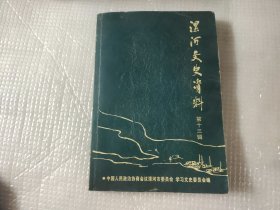 漯河文史资料
第十二辑
中国人民政治协商会议漯河市委员会 学习文史委员会编